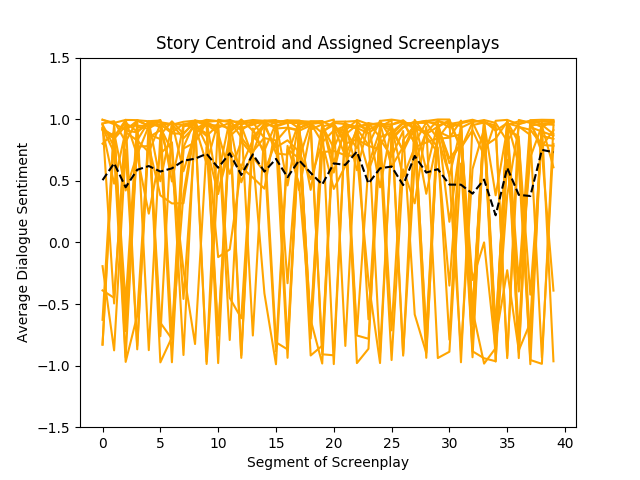 Story Centroid and Assigned Screenplays
1.5
1.0
0.5
0.0
−0.5
−1.0
−1.5
Average Dialogue Sentiment
0 5 10 15 20 25 30 35 40
Segment of Screenplay